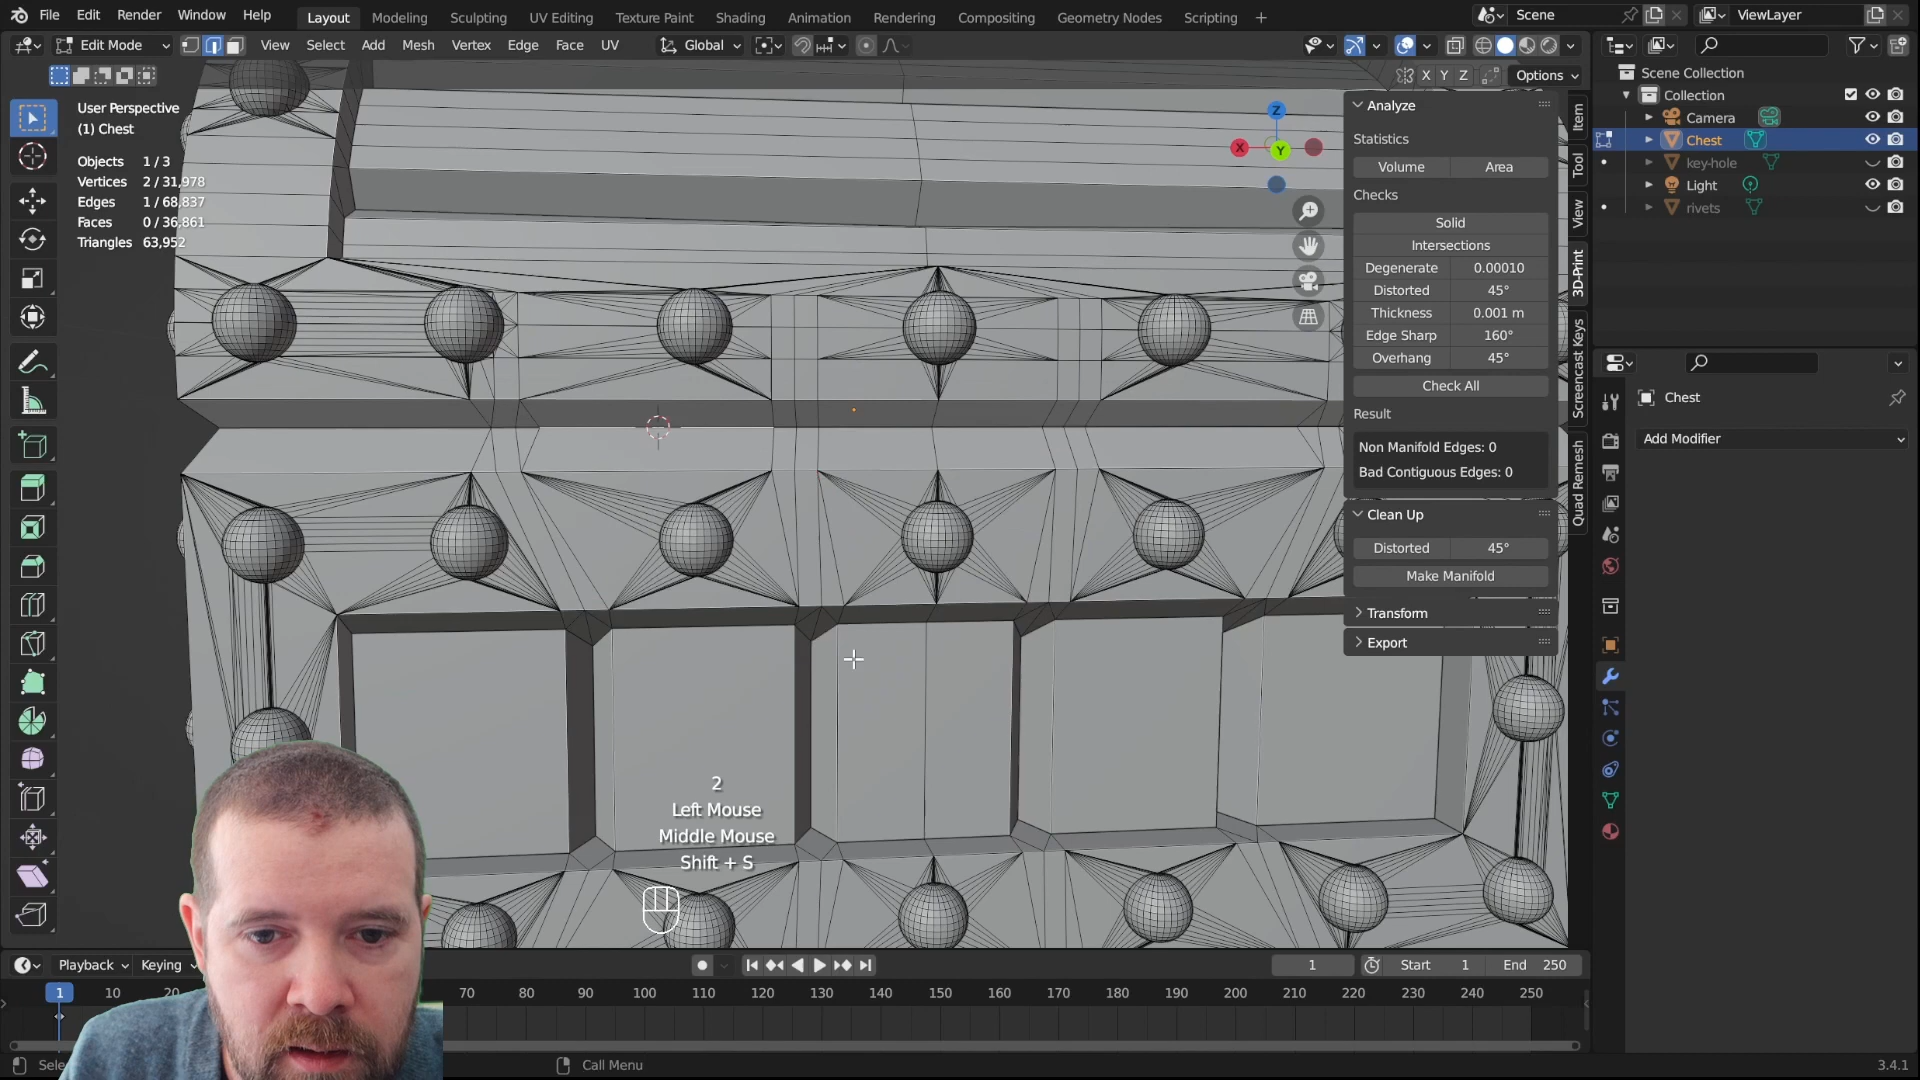 File Edit Render Window Help Layout Modeling Sculpting UV Editing Texture Paint Shading Animation Rendering Compositing Geometry Nodes Scripting + Scene ViewLayer
Edit Mode View Select Add Mesh Vertex Edge Face UV Global
X Y Z Options
User Perspective
(1) Chest
Objects 1 / 3
Vertices 2 / 31,978
Edges 1 / 68,837
Faces 0 / 36,861
Triangles 63,952
Z
X
Y
Analyze
Statistics
Volume Area
Checks
Solid
Intersections
Degenerate 0.00010
Distorted 45°
Thickness 0.001 m
Edge Sharp 160°
Overhang 45°
Check All
Result
Non Manifold Edges: 0
Bad Contiguous Edges: 0
Clean Up
Distorted 45°
Make Manifold
Transform
Export
Item
Tool
View
3D-Print
Screencast Keys
Quad Remesh
Scene Collection
Collection
Camera
Chest
key-hole
Light
rivets
Chest
Add Modifier
2
Left Mouse
Middle Mouse
Shift + S
Playback Keying 1 Start 1 End 250
1 10 20 70 80 90 100 110 120 130 140 150 160 170 180 190 200 210 220 230 240 250
Sele Call Menu 3.4.1